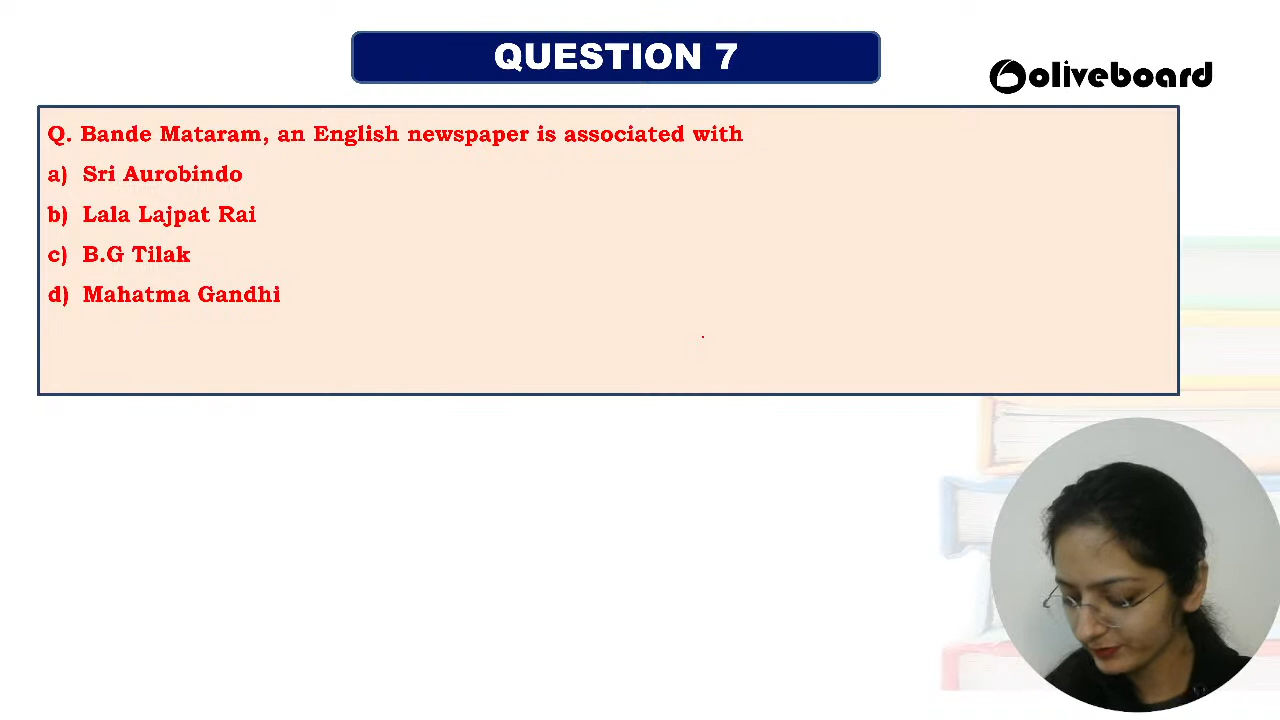 QUESTION 7
oliveboard
Q. Bande Mataram, an English newspaper is associated with
a) Sri Aurobindo
b) Lala Lajpat Rai
c) B.G Tilak
d) Mahatma Gandhi